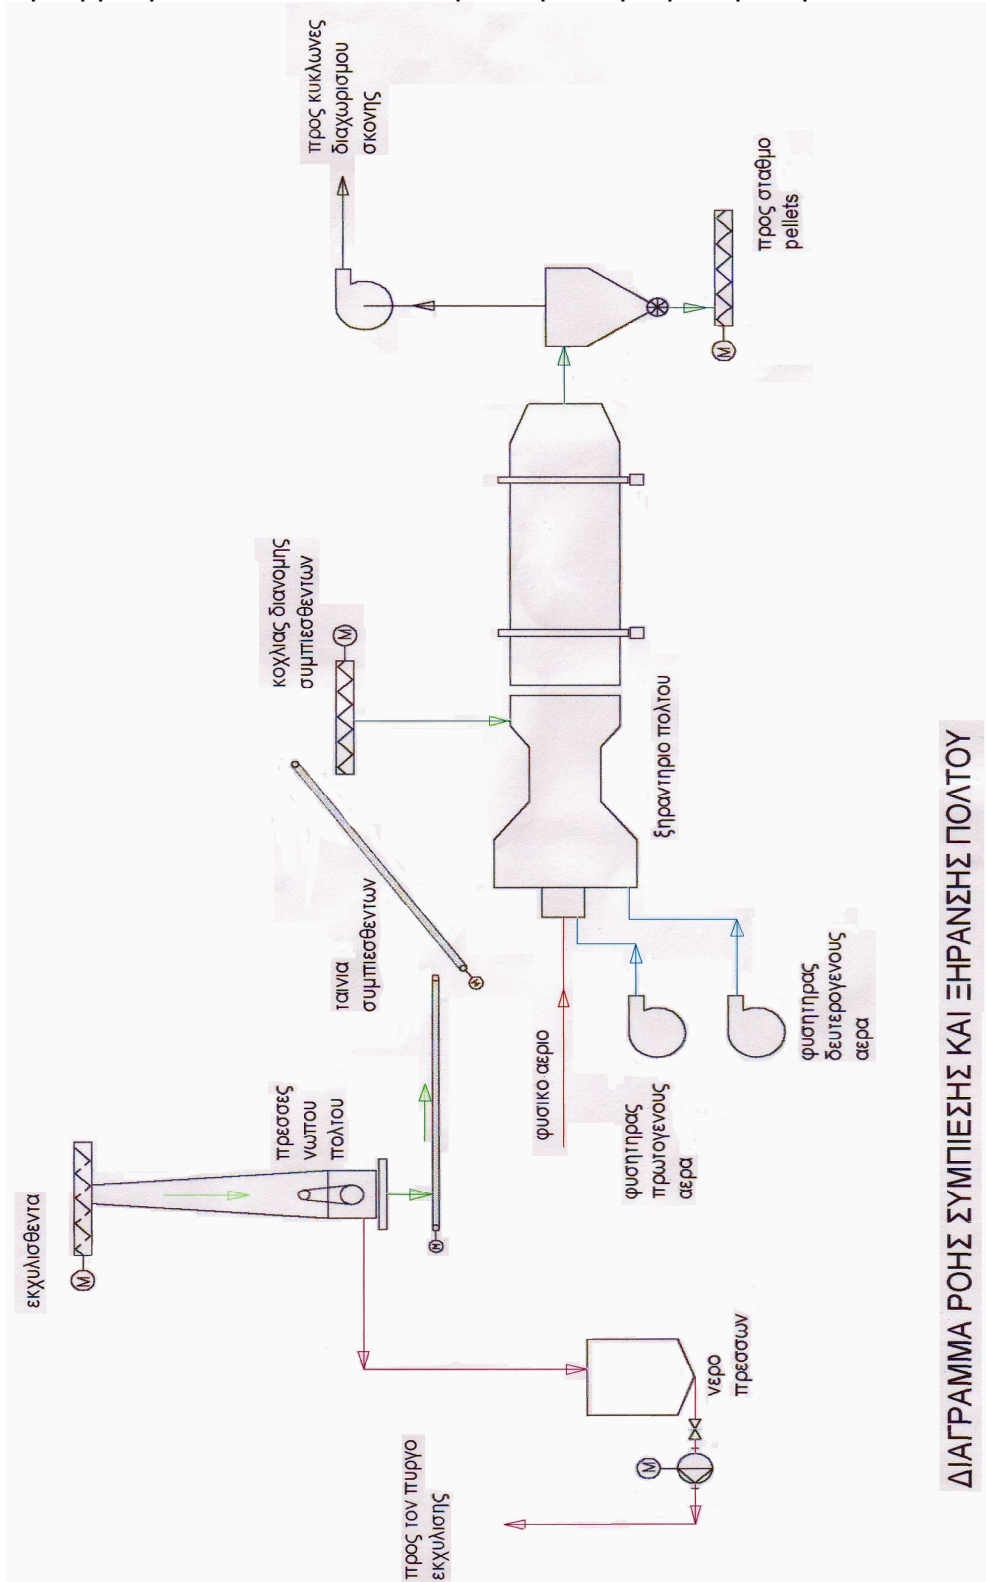 προς κυκλωνες
διαχωρισμου
σκονης
προς σταθμο
pellets
κοχλιας διανομης
συμπιεσθεντων
ξηραντηριο πολτου
ταινια
συμπιεσθεντων
φυσικο αεριο
φυσητηρας
πρωτογενους
αερα
φυσητηρας
δευτερογενους
αερα
πρεσσες
νωπου
πολτου
εκχυλισθεντα
νερο
πρεσσων
προς τον πυργο
εκχυλισης
M
M
M
M
M
M
ΔΙΑΓΡΑΜΜΑ ΡΟΗΣ ΣΥΜΠΙΕΣΗΣ ΚΑΙ ΞΗΡΑΝΣΗΣ ΠΟΛΤΟΥ